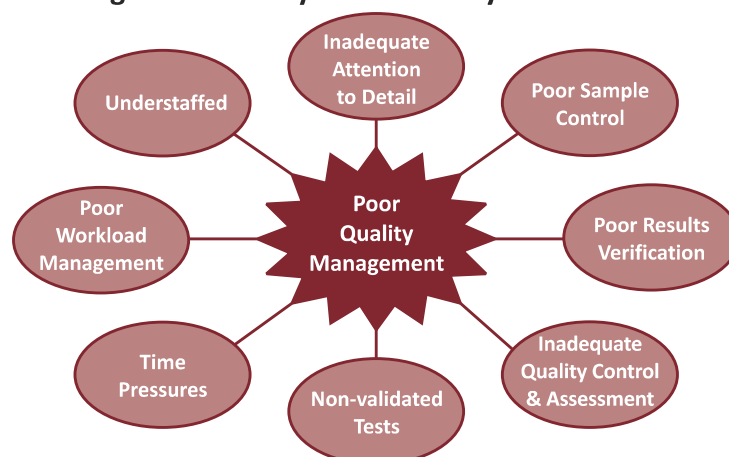 Inadequate
Attention
to Detail
Understaffed
Poor Sample
Control
Poor
Quality
Management
Poor
Workload
Management
Poor Results
Verification
Time
Pressures
Non-validated
Tests
Inadequate
Quality Control
& Assessment